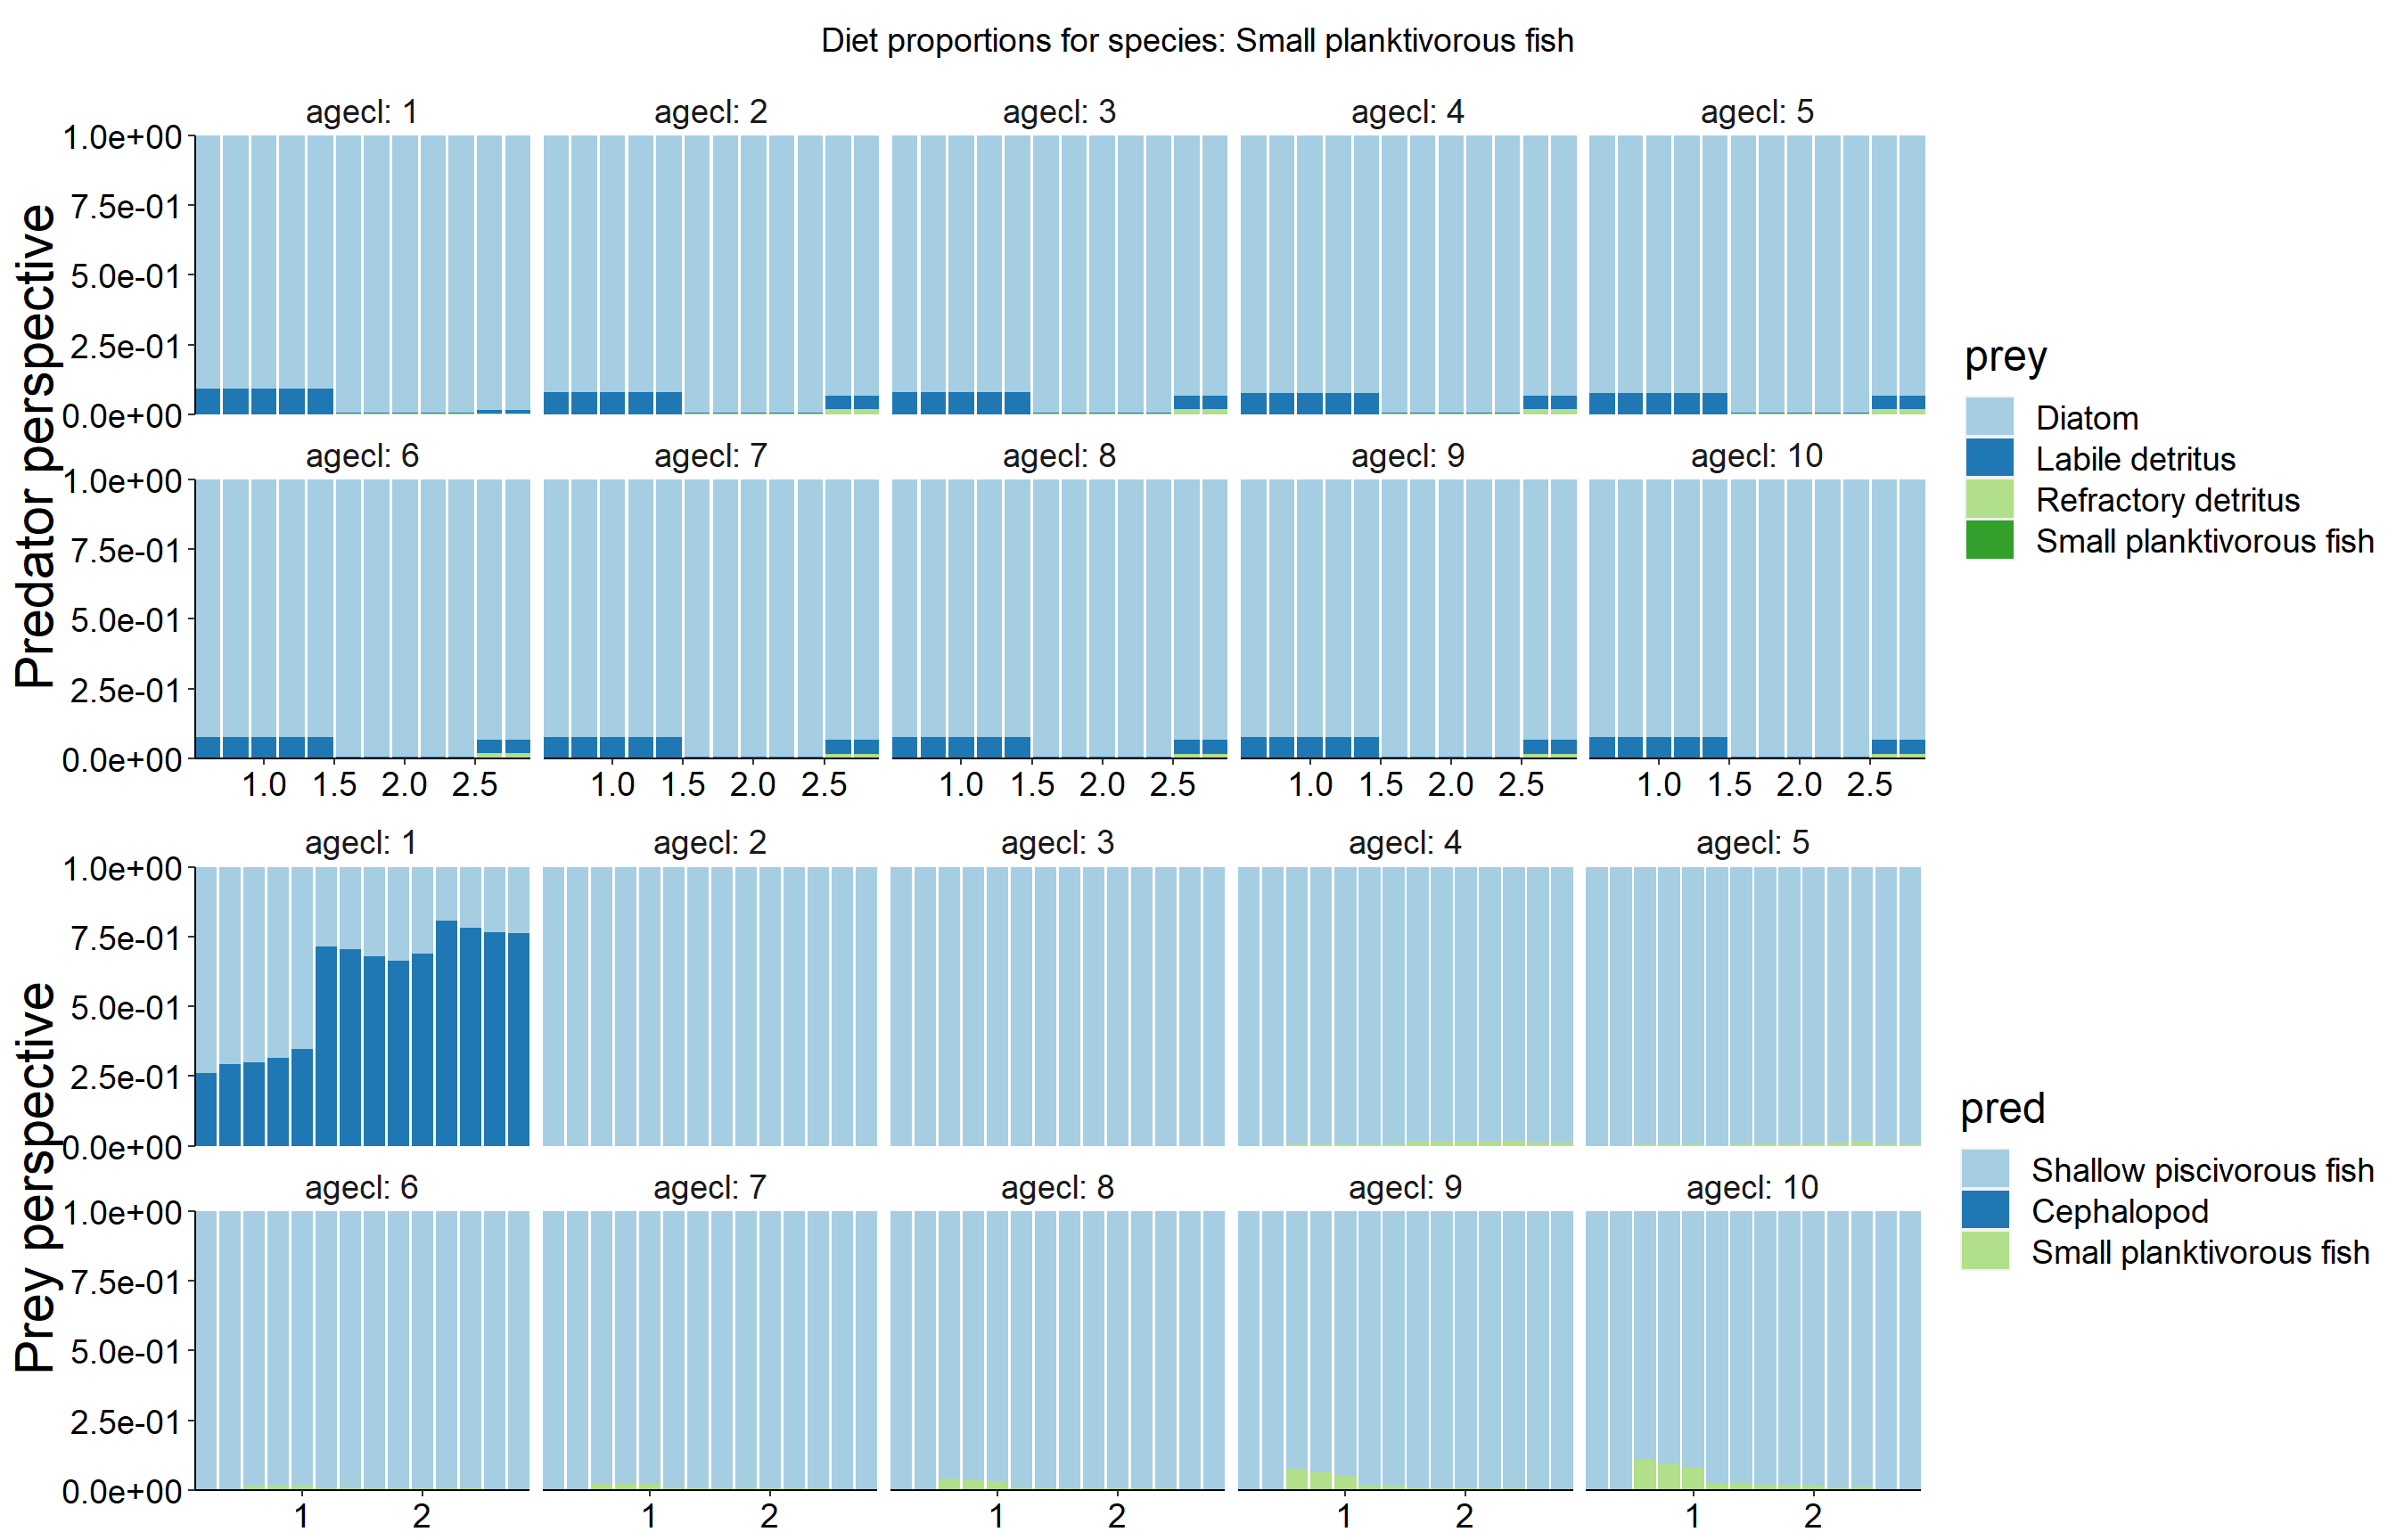 Diet proportions for species: Small planktivorous fish
Predator perspective
agecl: 1 agecl: 2 agecl: 3 agecl: 4 agecl: 5
1.0e+00
7.5e-01
5.0e-01
2.5e-01
0.0e+00
agecl: 6 agecl: 7 agecl: 8 agecl: 9 agecl: 10
1.0e+00
7.5e-01
5.0e-01
2.5e-01
0.0e+00
1.0 1.5 2.0 2.5 1.0 1.5 2.0 2.5 1.0 1.5 2.0 2.5 1.0 1.5 2.0 2.5 1.0 1.5 2.0 2.5
prey
Diatom
Labile detritus
Refractory detritus
Small planktivorous fish
Prey perspective
agecl: 1 agecl: 2 agecl: 3 agecl: 4 agecl: 5
1.0e+00
7.5e-01
5.0e-01
2.5e-01
0.0e+00
agecl: 6 agecl: 7 agecl: 8 agecl: 9 agecl: 10
1.0e+00
7.5e-01
5.0e-01
2.5e-01
0.0e+00
1 2 1 2 1 2 1 2 1 2
pred
Shallow piscivorous fish
Cephalopod
Small planktivorous fish